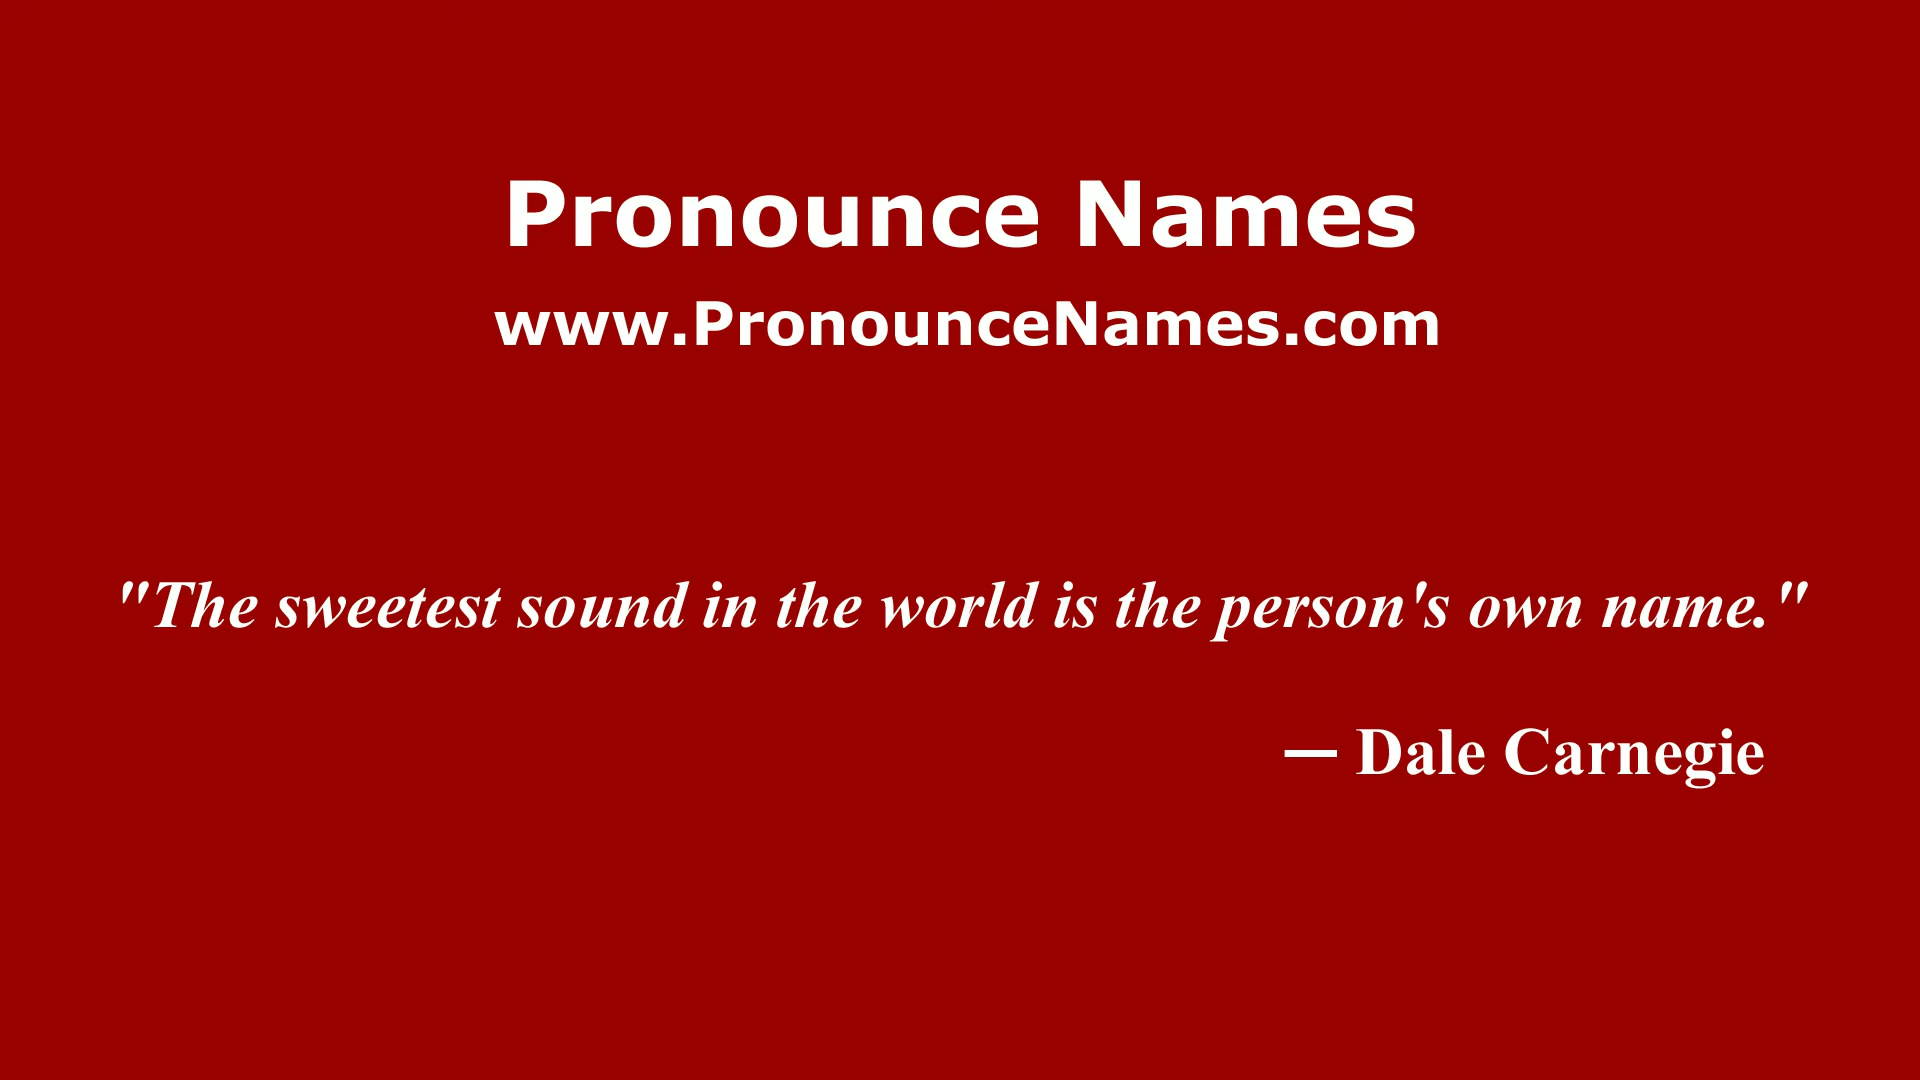 Pronounce Names
www.PronounceNames.com
"The sweetest sound in the world is the person's own name."
— Dale Carnegie